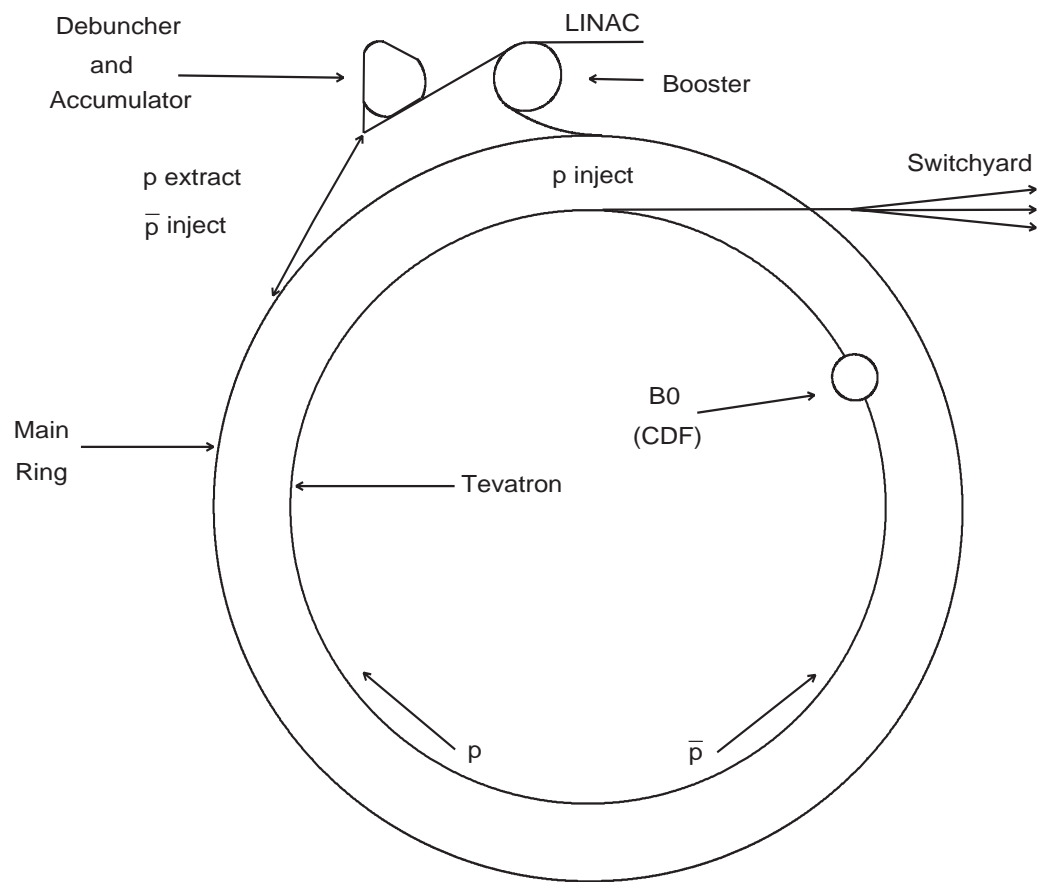 Debuncher
and
Accumulator
LINAC
Booster
p extract
p̅ inject
p inject
Switchyard
B0
(CDF)
Main
Ring
Tevatron
p
p̅